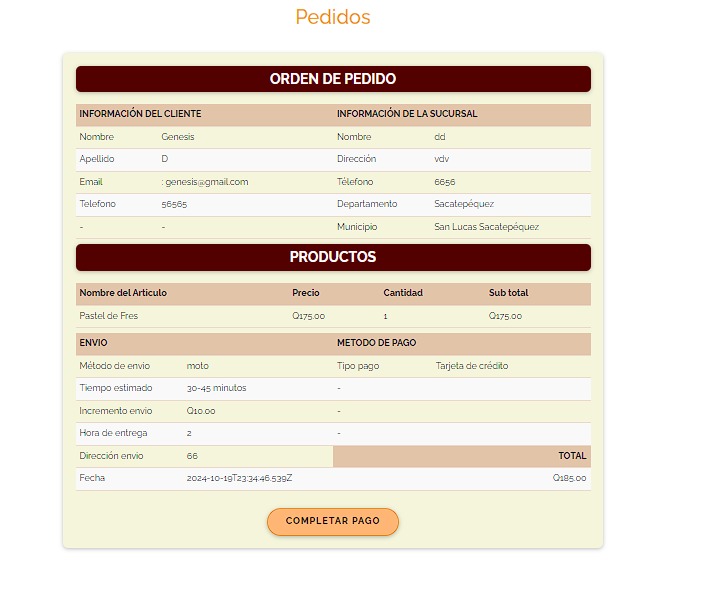 Pedidos
ORDEN DE PEDIDO
INFORMACIÓN DEL CLIENTE INFORMACIÓN DE LA SUCURSAL
Nombre Genesis Nombre dd
Apellido D Dirección vdv
Email : genesis@gmail.com Télefono 6656
Telefono 56565 Departamento Sacatepéquez
- - Municipio San Lucas Sacatepéquez
PRODUCTOS
Nombre del Articulo Precio Cantidad Sub total
Pastel de Fres Q175.00 1 Q175.00
ENVIO METODO DE PAGO
Método de envio moto Tipo pago Tarjeta de crédito
Tiempo estimado 30-45 minutos -
Incremento envio Q10.00 -
Hora de entrega 2 -
Dirección envio 66 TOTAL
Fecha 2024-10-19T23:34:46.539Z Q185.00
COMPLETAR PAGO